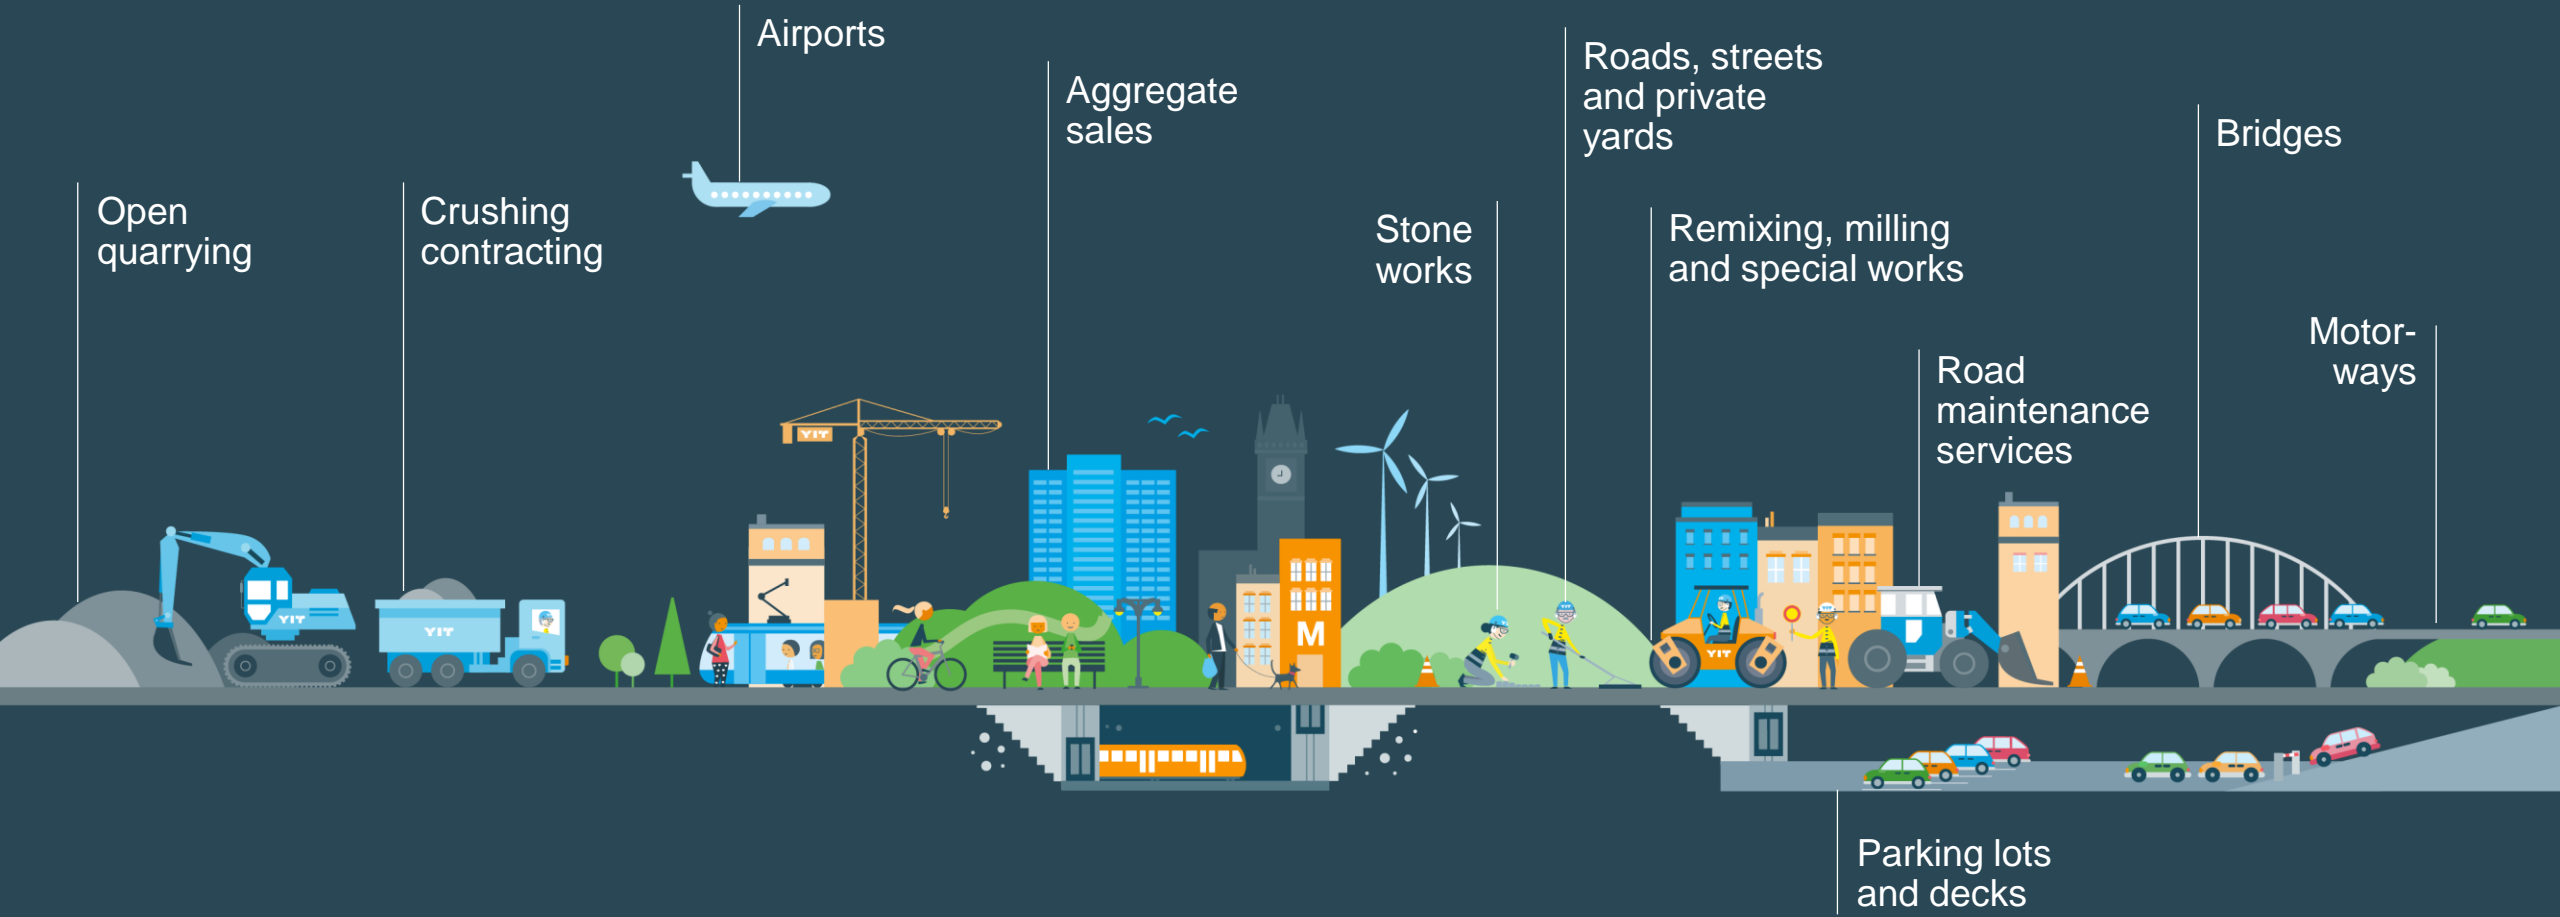 Airports
Aggregate
sales
Roads, streets
and private
yards
Bridges
Open
quarrying
Crushing
contracting
Stone
works
Remixing, milling
and special works
Motor-
ways
Road
maintenance
services
YIT
YIT
YIT
M
YIT
Parking lots
and decks